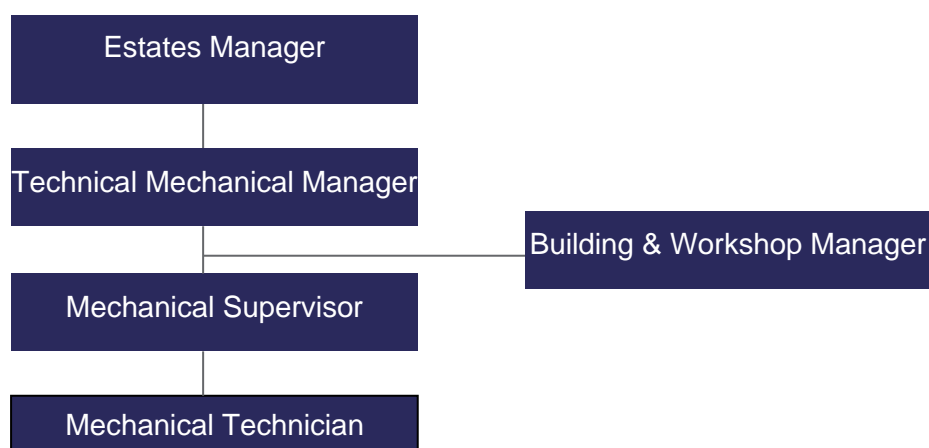 Estates Manager
Technical Mechanical Manager
Building & Workshop Manager
Mechanical Supervisor
Mechanical Technician